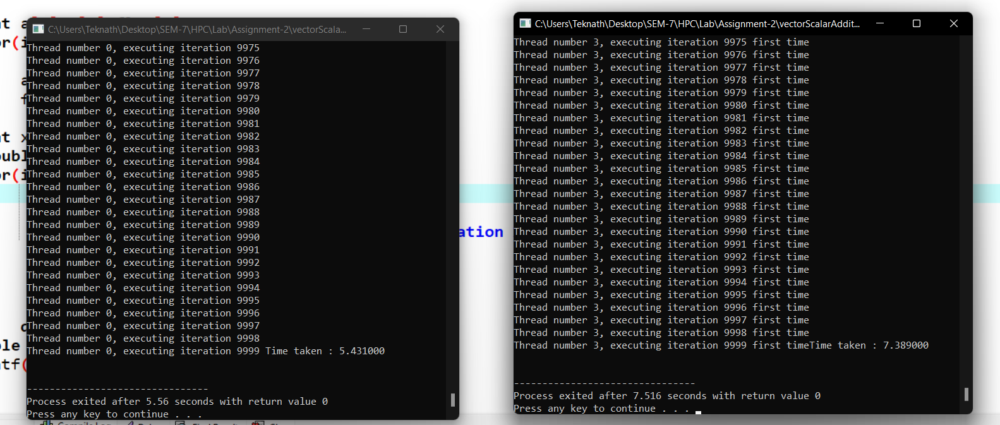 C:\Users\Teknath\Desktop\SEM-7\HPC\Lab\Assignment-2\vectorScala...
Thread number 0, executing iteration 9975
Thread number 0, executing iteration 9976
Thread number 0, executing iteration 9977
Thread number 0, executing iteration 9978
Thread number 0, executing iteration 9979
Thread number 0, executing iteration 9980
Thread number 0, executing iteration 9981
Thread number 0, executing iteration 9982
Thread number 0, executing iteration 9983
Thread number 0, executing iteration 9984
Thread number 0, executing iteration 9985
Thread number 0, executing iteration 9986
Thread number 0, executing iteration 9987
Thread number 0, executing iteration 9988
Thread number 0, executing iteration 9989
Thread number 0, executing iteration 9990
Thread number 0, executing iteration 9991
Thread number 0, executing iteration 9992
Thread number 0, executing iteration 9993
Thread number 0, executing iteration 9994
Thread number 0, executing iteration 9995
Thread number 0, executing iteration 9996
Thread number 0, executing iteration 9997
Thread number 0, executing iteration 9998
Thread number 0, executing iteration 9999 Time taken : 5.431000
--------------------------------
Process exited after 5.56 seconds with return value 0
Press any key to continue . . .
ation
C:\Users\Teknath\Desktop\SEM-7\HPC\Lab\Assignment-2\vectorScalarAddit...
Thread number 3, executing iteration 9975 first time
Thread number 3, executing iteration 9976 first time
Thread number 3, executing iteration 9977 first time
Thread number 3, executing iteration 9978 first time
Thread number 3, executing iteration 9979 first time
Thread number 3, executing iteration 9980 first time
Thread number 3, executing iteration 9981 first time
Thread number 3, executing iteration 9982 first time
Thread number 3, executing iteration 9983 first time
Thread number 3, executing iteration 9984 first time
Thread number 3, executing iteration 9985 first time
Thread number 3, executing iteration 9986 first time
Thread number 3, executing iteration 9987 first time
Thread number 3, executing iteration 9988 first time
Thread number 3, executing iteration 9989 first time
Thread number 3, executing iteration 9990 first time
Thread number 3, executing iteration 9991 first time
Thread number 3, executing iteration 9992 first time
Thread number 3, executing iteration 9993 first time
Thread number 3, executing iteration 9994 first time
Thread number 3, executing iteration 9995 first time
Thread number 3, executing iteration 9996 first time
Thread number 3, executing iteration 9997 first time
Thread number 3, executing iteration 9998 first time
Thread number 3, executing iteration 9999 first timeTime taken : 7.389000
--------------------------------
Process exited after 7.516 seconds with return value 0
Press any key to continue . . .